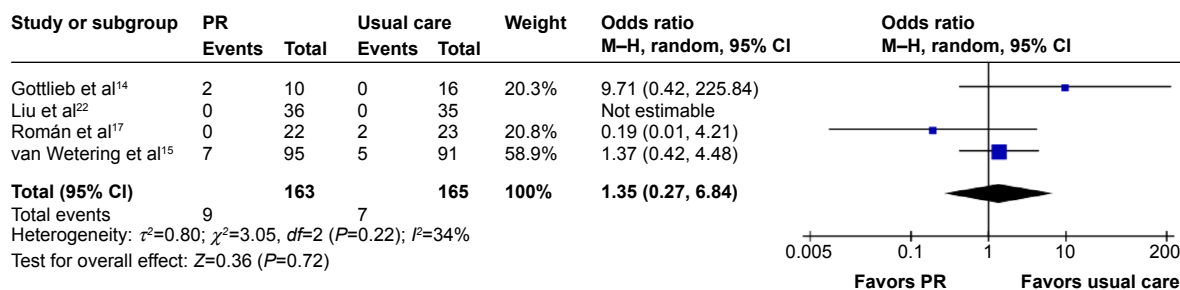 Study or subgroup PR Usual care Weight Odds ratio Odds ratio
Events Total Events Total M–H, random, 95% CI M–H, random, 95% CI
Gottlieb et al¹⁴ 2 10 0 16 20.3% 9.71 (0.42, 225.84)
Liu et al²² 0 36 0 35 Not estimable
Román et al¹⁷ 0 22 2 23 20.8% 0.19 (0.01, 4.21)
van Wetering et al¹⁵ 7 95 5 91 58.9% 1.37 (0.42, 4.48)
Total (95% CI) 163 165 100% 1.35 (0.27, 6.84)
Total events 9 7
Heterogeneity: τ²=0.80; χ²=3.05, df=2 (P=0.22); I²=34%
Test for overall effect: Z=0.36 (P=0.72)
0.005 0.1 1 10 200
Favors PR Favors usual care